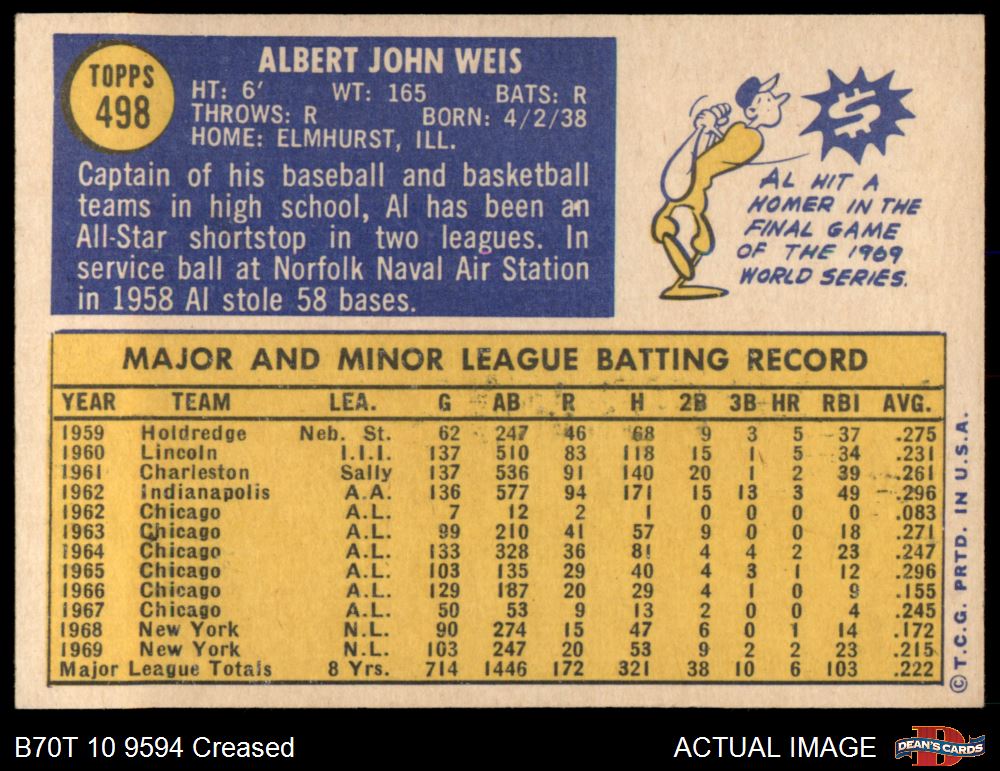 TOPPS
498
ALBERT JOHN WEIS
HT: 6' WT: 165 BATS: R
THROWS: R BORN: 4/2/38
HOME: ELMHURST, ILL.
Captain of his baseball and basketball
teams in high school, Al has been an
All-Star shortstop in two leagues. In
service ball at Norfolk Naval Air Station
in 1958 Al stole 58 bases.
$
AL HIT A
HOMER IN THE
FINAL GAME
OF THE 1969
WORLD SERIES.
MAJOR AND MINOR LEAGUE BATTING RECORD
YEAR TEAM LEA. G AB R H 2B 3B HR RBI AVG.
1959 Holdredge Neb. St. 62 247 46 68 9 3 5 37 .275
1960 Lincoln I.I.I. 137 510 83 118 15 1 5 34 .231
1961 Charleston Sally 137 536 91 140 20 1 2 39 .261
1962 Indianapolis A.A. 136 577 94 171 15 13 3 49 .296
1962 Chicago A.L. 7 12 2 1 0 0 0 0 .083
1963 Chicago A.L. 99 210 41 57 9 0 0 18 .271
1964 Chicago A.L. 133 328 36 81 4 4 2 23 .247
1965 Chicago A.L. 103 135 29 40 4 3 1 12 .296
1966 Chicago A.L. 129 187 20 29 4 1 0 9 .155
1967 Chicago A.L. 50 53 9 13 2 0 0 4 .245
1968 New York N.L. 90 274 15 47 6 0 1 14 .172
1969 New York N.L. 103 247 20 53 9 2 2 23 .215
Major League Totals 8 Yrs. 714 1446 172 321 38 10 6 103 .222
© T.C.G. PRTD. IN U.S.A.
B70T 10 9594 Creased
ACTUAL IMAGE
D
DEAN'S CARDS